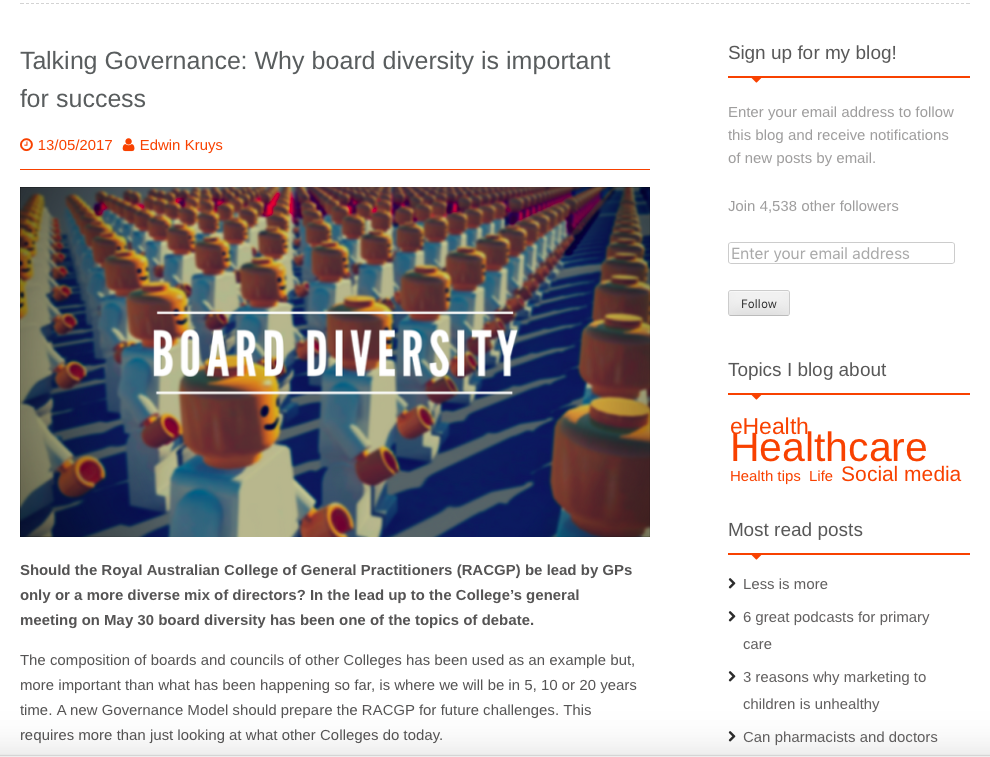 Talking Governance: Why board diversity is important
for success
13/05/2017 Edwin Kruys
BOARD DIVERSITY
Should the Royal Australian College of General Practitioners (RACGP) be lead by GPs
only or a more diverse mix of directors? In the lead up to the College’s general
meeting on May 30 board diversity has been one of the topics of debate.
The composition of boards and councils of other Colleges has been used as an example but,
more important than what has been happening so far, is where we will be in 5, 10 or 20 years
time. A new Governance Model should prepare the RACGP for future challenges. This
requires more than just looking at what other Colleges do today.
Sign up for my blog!
Enter your email address to follow
this blog and receive notifications
of new posts by email.
Join 4,538 other followers
Enter your email address
Follow
Topics I blog about
eHealth
Healthcare
Health tips Life Social media
Most read posts
Less is more
6 great podcasts for primary
care
3 reasons why marketing to
children is unhealthy
Can pharmacists and doctors